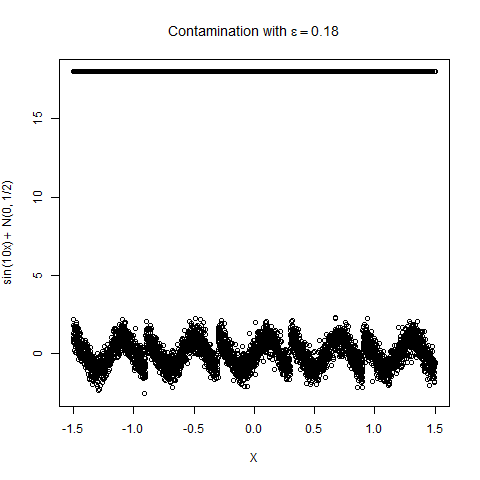 Contamination with ε = 0.18
sin(10x) + N(0, 1/2)
15
10
5
0
-1.5 -1.0 -0.5 0.0 0.5 1.0 1.5
X